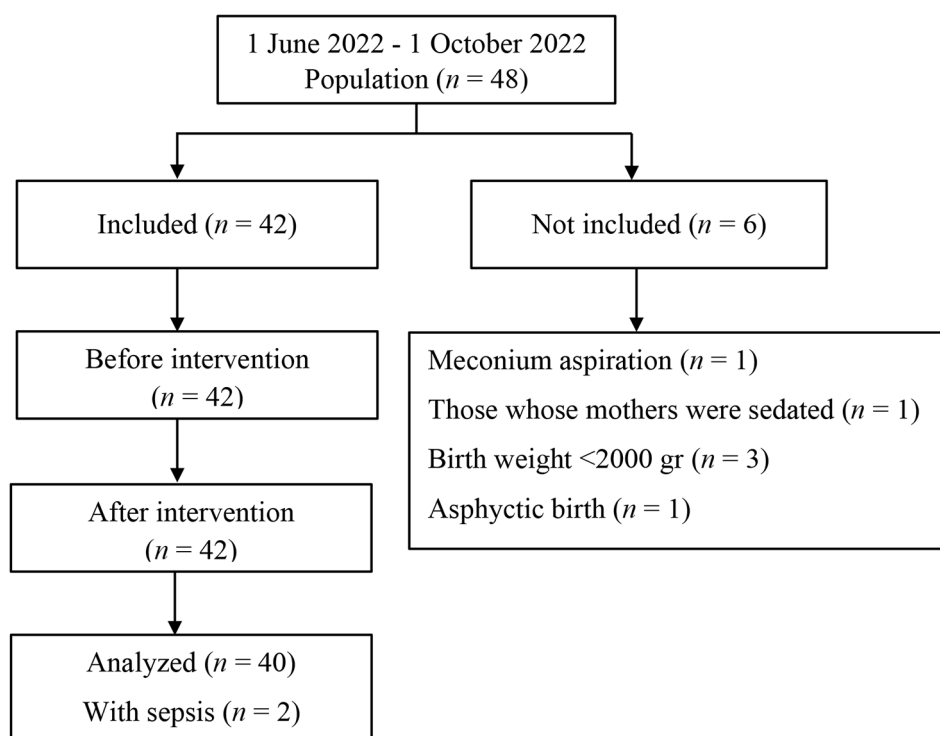 1 June 2022 - 1 October 2022
Population (n = 48)
Included (n = 42)
Not included (n = 6)
Before intervention
(n = 42)
Meconium aspiration (n = 1)
Those whose mothers were sedated (n = 1)
Birth weight <2000 gr (n = 3)
Asphyctic birth (n = 1)
After intervention
(n = 42)
Analyzed (n = 40)
With sepsis (n = 2)